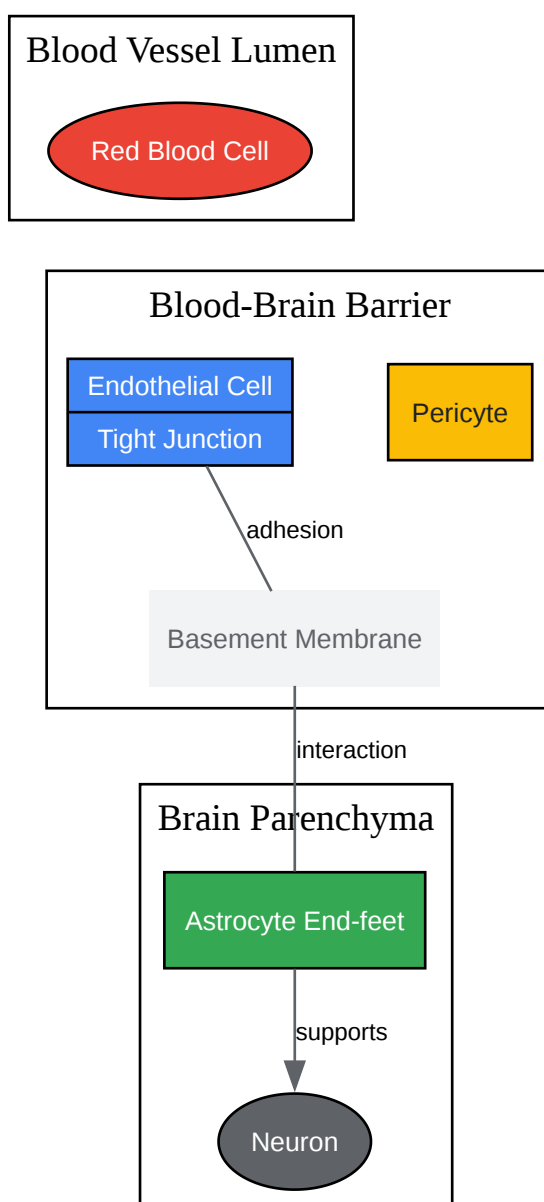 Blood Vessel Lumen
Red Blood Cell
Blood-Brain Barrier
Endothelial Cell
Tight Junction
Pericyte
adhesion
Basement Membrane
interaction
Brain Parenchyma
Astrocyte End-feet
supports
Neuron